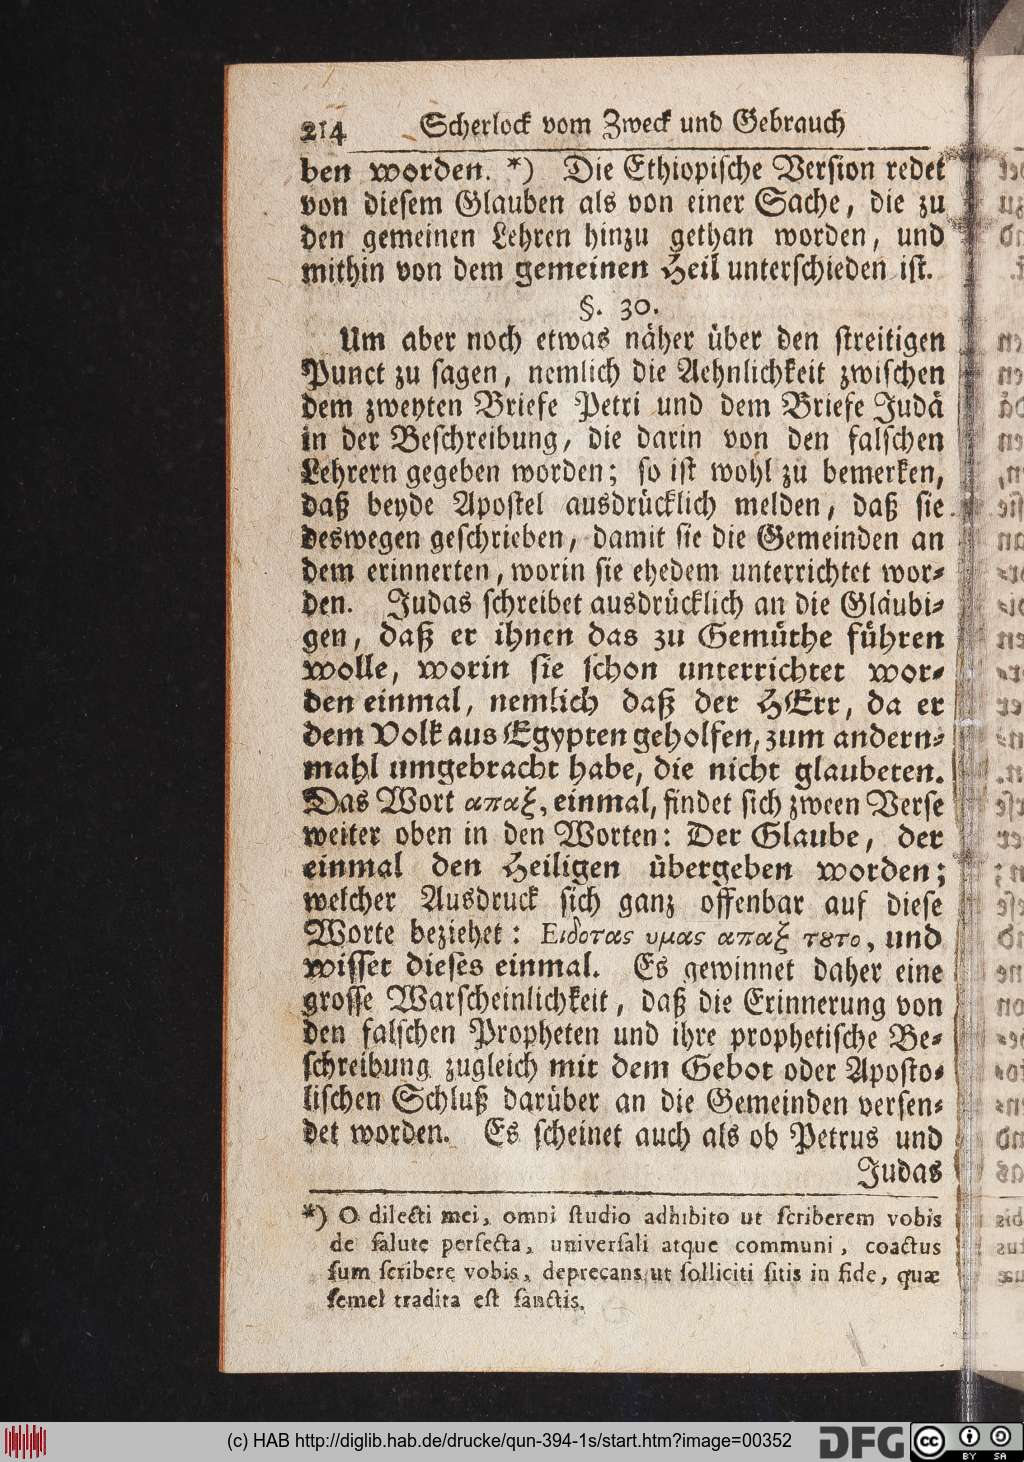 214 Scherlock vom Zweck und Gebrauch
ben worden. *) Die Ethiopische Version redet
von diesem Glauben als von einer Sache, die zu
den gemeinen Lehren hinzu gethan worden, und
mithin von dem gemeinen Heil unterschieden ist.
§. 30.
Um aber noch etwas näher über den streitigen
Punct zu sagen, nemlich die Aehnlichkeit zwischen
dem zweyten Briefe Petri und dem Briefe Judä
in der Beschreibung, die darin von den falschen
Lehrern gegeben worden; so ist wohl zu bemerken,
daß beyde Apostel ausdrücklich melden, daß sie
deswegen geschrieben, damit sie die Gemeinden an
dem erinnerten, worin sie ehedem unterrichtet wor-
den. Judas schreibet ausdrücklich an die Gläubi-
gen, daß er ihnen das zu Gemüthe führen
wolle, worin sie schon unterrichtet wor-
den einmal, nemlich daß der HErr, da er
dem Volk aus Egypten geholfen, zum andern-
mahl umgebracht habe, die nicht glaubeten.
Das Wort απαξ, einmal, findet sich zween Verse
weiter oben in den Worten: Der Glaube, der
einmal den Heiligen übergeben worden;
welcher Ausdruck sich ganz offenbar auf diese
Worte beziehet: Ειδοτας υμας απαξ τȣτο, und
wisset dieses einmal. Es gewinnet daher eine
grosse Warscheinlichkeit, daß die Erinnerung von
den falschen Propheten und ihre prophetische Be-
schreibung zugleich mit dem Gebot oder Aposto-
lischen Schluß darüber an die Gemeinden versen-
det worden. Es scheinet auch als ob Petrus und
Judas
*) O dilecti mei, omni studio adhibito ut scriberem vobis
de salute perfecta, universali atque communi, coactus
sum scribere vobis, deprecans ut solliciti sitis in fide, quæ
semel tradita est sanctis.
(c) HAB http://diglib.hab.de/drucke/qun-394-1s/start.htm?image=00352
DFG
cc
BY SA